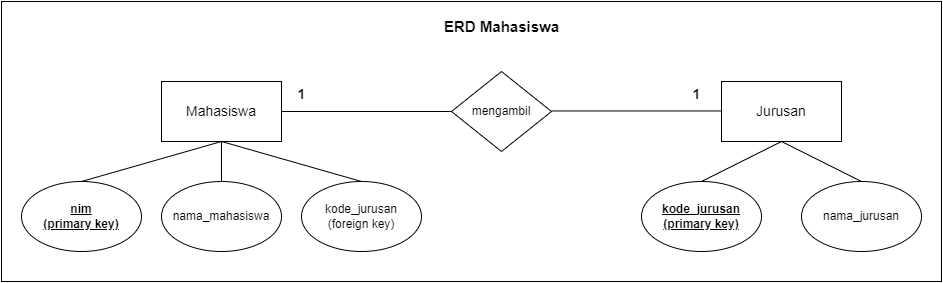 ERD Mahasiswa
1
1
Mahasiswa
mengambil
Jurusan
nim
(primary key)
nama_mahasiswa
kode_jurusan
(foreign key)
kode_jurusan
(primary key)
nama_jurusan